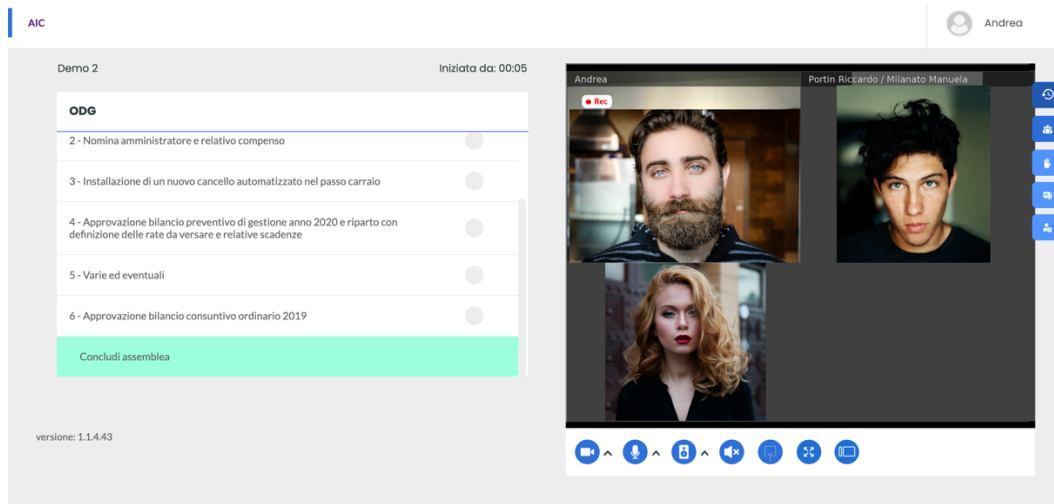 AIC
Andrea
Demo 2
Iniziata da: 00:05
ODG
2 - Nomina amministratore e relativo compenso
3 - Installazione di un nuovo cancello automatizzato nel passo carraio
4 - Approvazione bilancio preventivo di gestione anno 2020 e riparto con
definizione delle rate da versare e relative scadenze
5 - Varie ed eventuali
6 - Approvazione bilancio consuntivo ordinario 2019
Concludi assemblea
versione: 1.1.4.43
Andrea
Portin Riccardo / Milanato Manuela
Rec